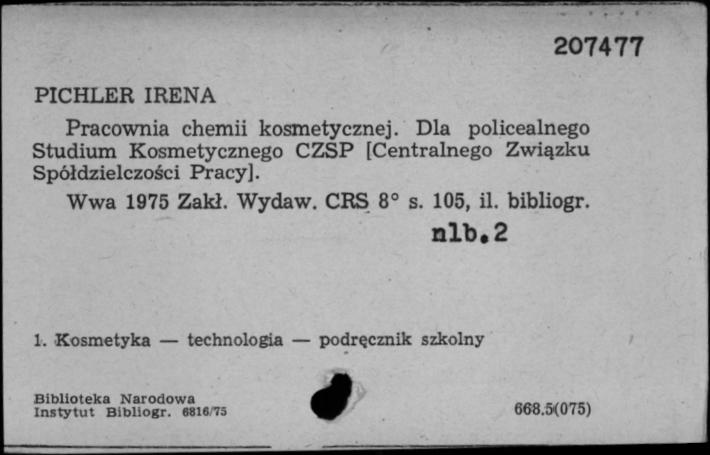 207477
PICHLER IRENA
Pracownia chemii kosmetycznej. Dla policealnego
Studium Kosmetycznego CZSP [Centralnego Związku
Spółdzielczości Pracy].
Wwa 1975 Zakł. Wydaw. CRS 8° s. 105, il. bibliogr.
nlb.2
1. Kosmetyka — technologia — podręcznik szkolny
Biblioteka Narodowa
Instytut Bibliogr. 6816/75
668.5(075)